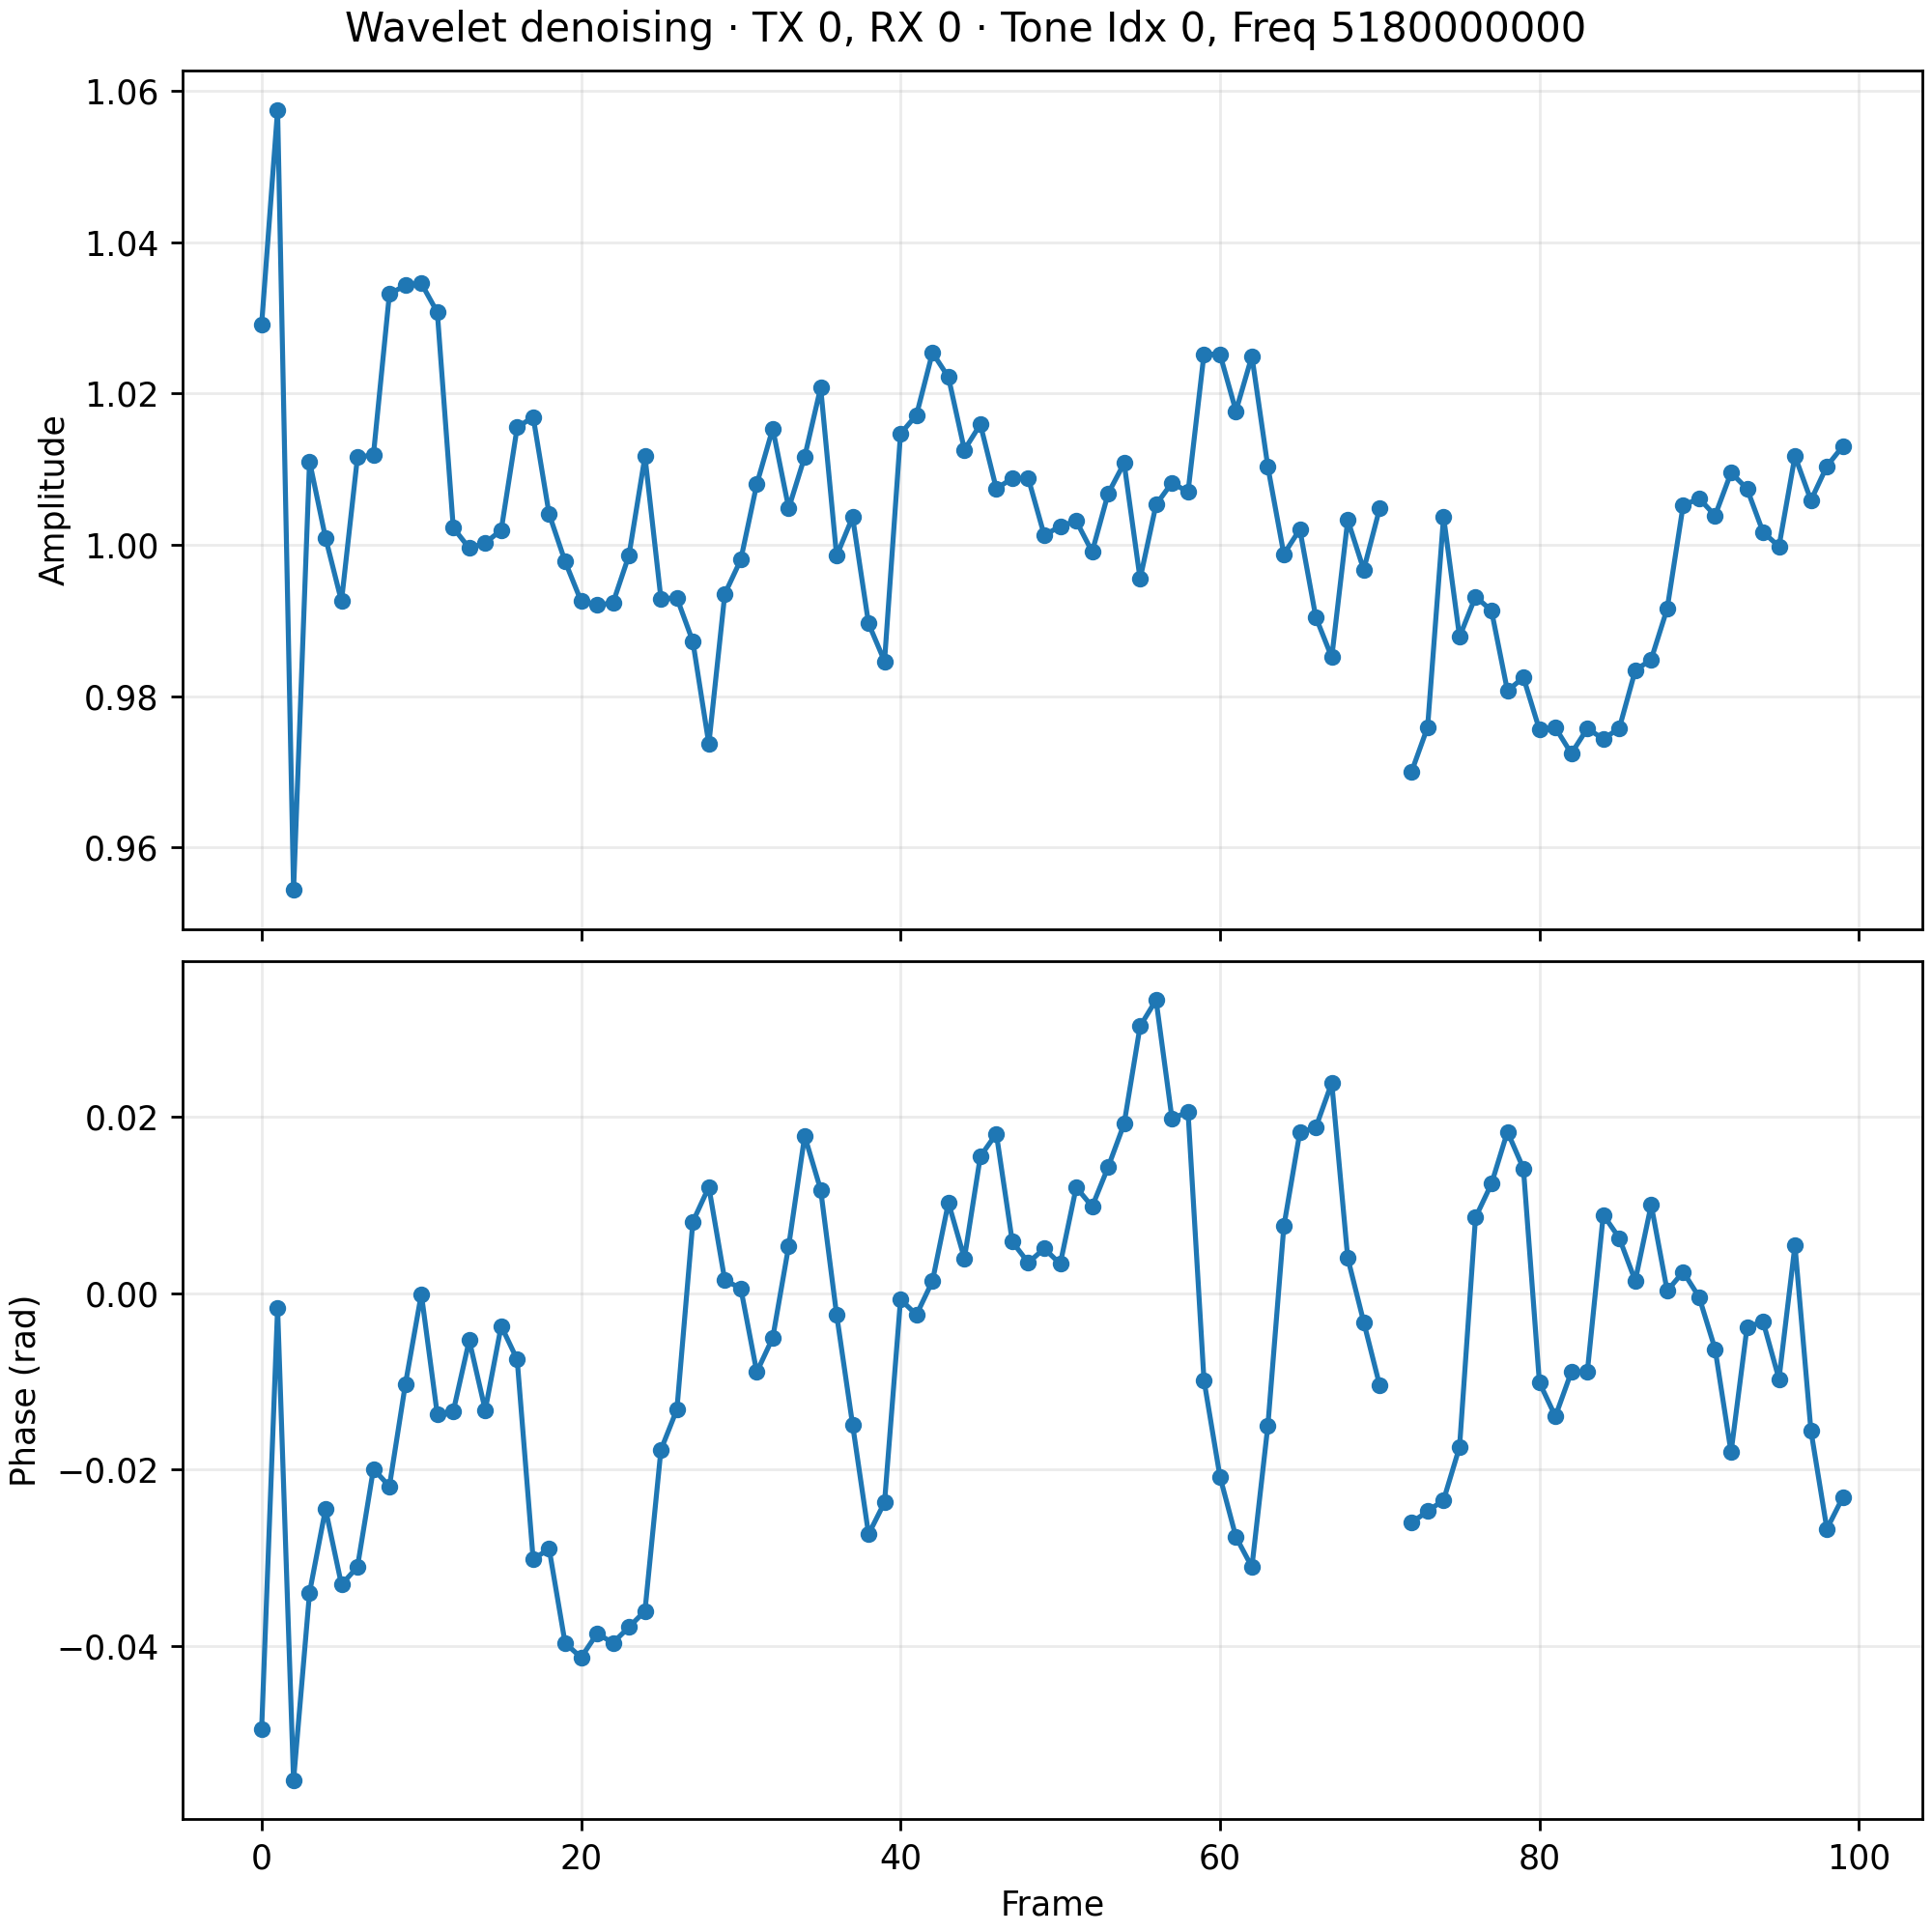 Wavelet denoising · TX 0, RX 0 · Tone Idx 0, Freq 5180000000
1.06
1.04
1.02
1.00
0.98
0.96
Amplitude
0.02
0.00
−0.02
−0.04
Phase (rad)
0 20 40 60 80 100
Frame